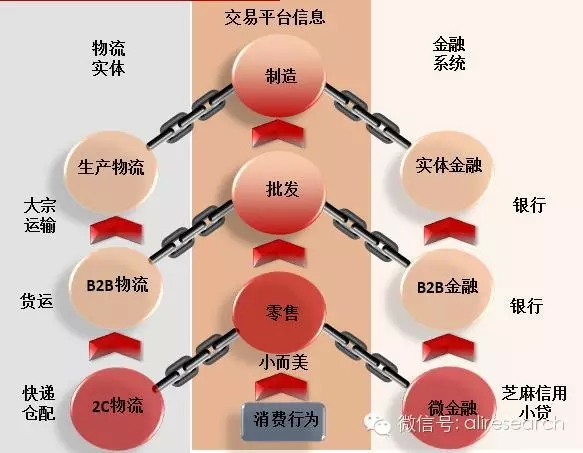 物流
实体
交易平台信息
金融
系统
制造
生产物流
实体金融
大宗
运输
批发
银行
B2B物流
B2B金融
货运
零售
银行
小而美
快递
仓配
2C物流
消费行为
微金融
芝麻信用
小贷
微信号: aliresearch